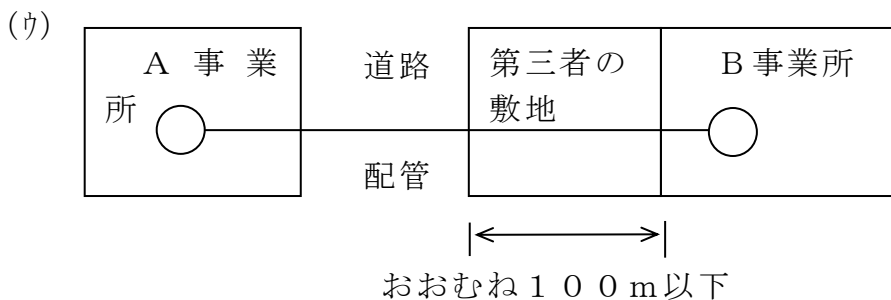 (ｳ)
A 事 業
所
道路
配管
第三者の
敷地
B事業所
おおむね１００ｍ以下